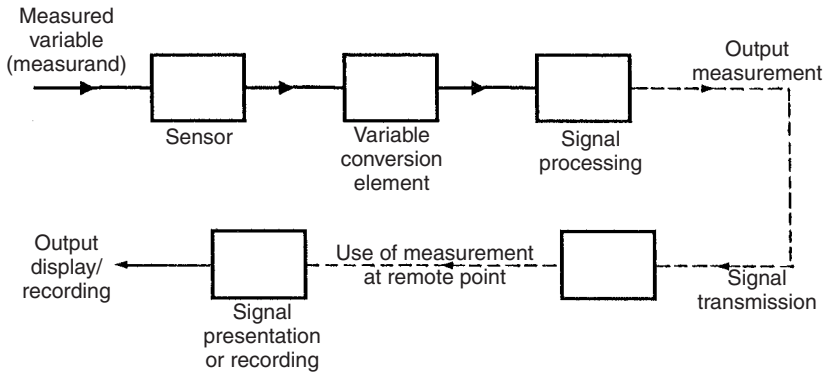 Measured
variable
(measurand)
Output
measurement
Sensor
Variable
conversion
element
Signal
processing
Output
display/
recording
Use of measurement
at remote point
Signal
transmission
Signal
presentation
or recording